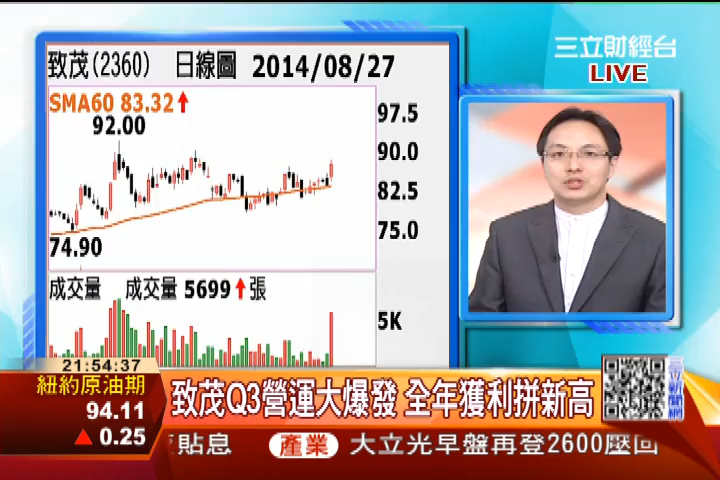 致茂(2360) 日線圖 2014/08/27
三立財經台
LIVE
SMA60 83.32
92.00
97.5
90.0
82.5
75.0
74.90
成交量 成交量 5699 張
5K
21:54:37
紐約原油期
94.11
0.25
致茂Q3營運大爆發 全年獲利拼新高
貼息 產業 大立光早盤再登2600壓回